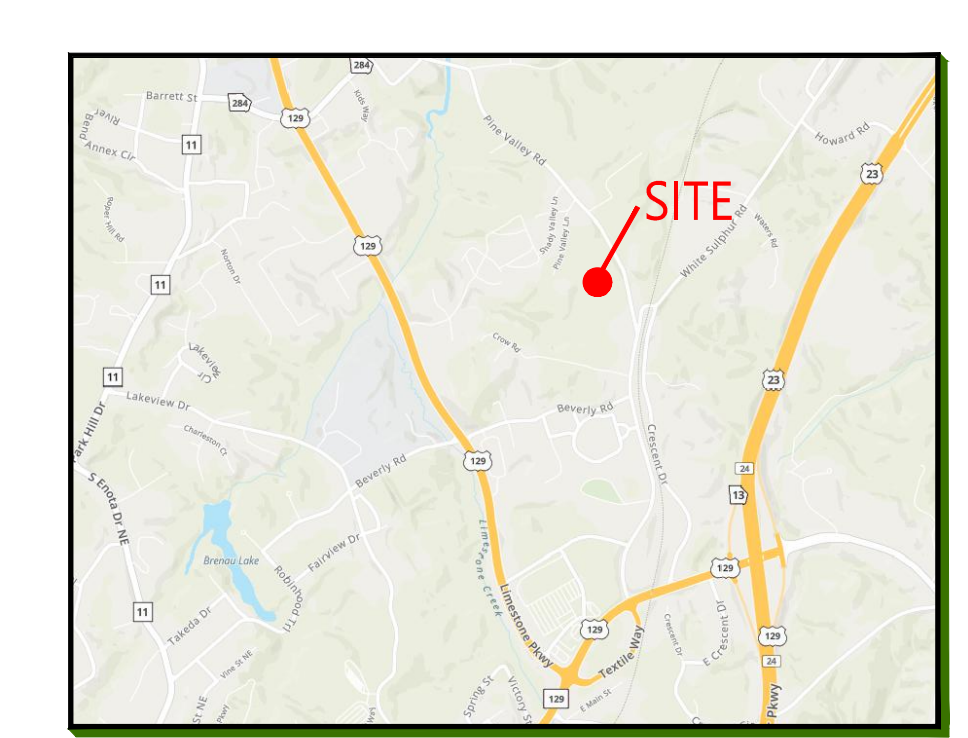 284
Barrett St
284
Kids Way
129
River
Bend
Pine Valley Rd
Howard Rd
11
Annex Cir
23
SITE
Roper Hill Rd
Shady Valley Ln
Pine Valley Ln
White Sulphur Rd
Waters Rd
129
Norton Dr
11
Crow Rd
Lakeview
Cir
11
23
Lakeview Dr
Beverly Rd
Park Hill Dr
Charleston Ct
Crescent Dr
129
Beverly Rd
24
S Enota Dr NE
13
Limestone Creek
Fairview Dr
Brenau Lake
129
Robinhood Trl
Limestone Pkwy
11
Takeda Dr
129
Textile Way
Crescent Dr
E Crescent Dr
129
Vine St NE
24
Spring St
Victory St
129
E Main St
Pkwy
St NE
Pkwy